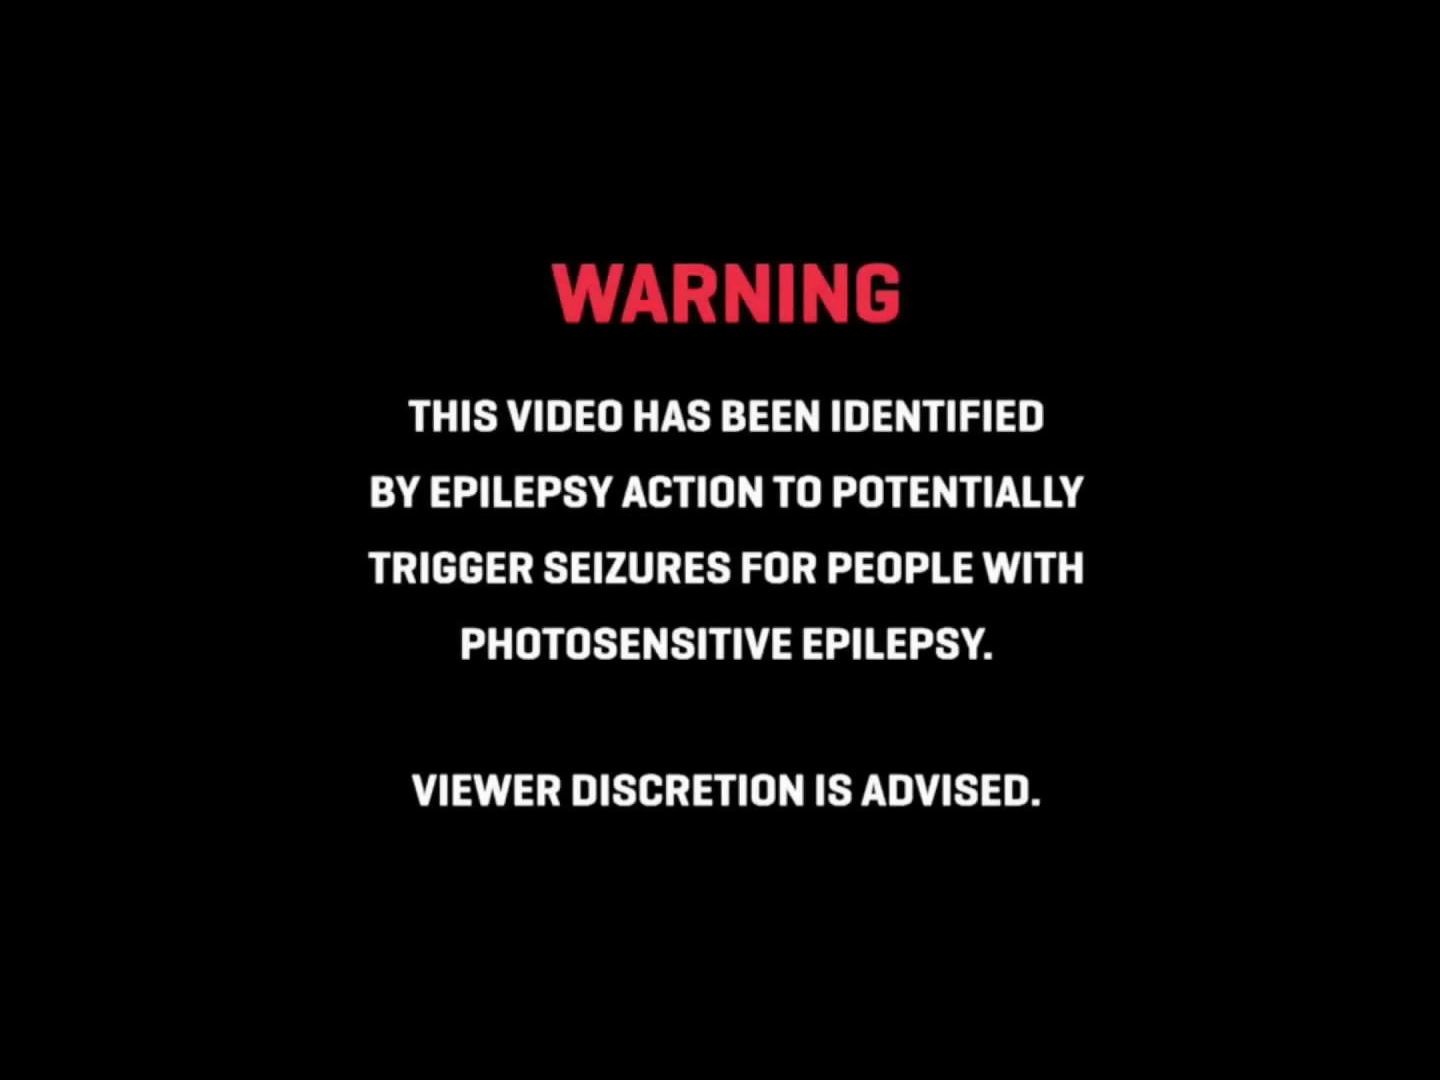 WARNING
THIS VIDEO HAS BEEN IDENTIFIED
BY EPILEPSY ACTION TO POTENTIALLY
TRIGGER SEIZURES FOR PEOPLE WITH
PHOTOSENSITIVE EPILEPSY.
VIEWER DISCRETION IS ADVISED.